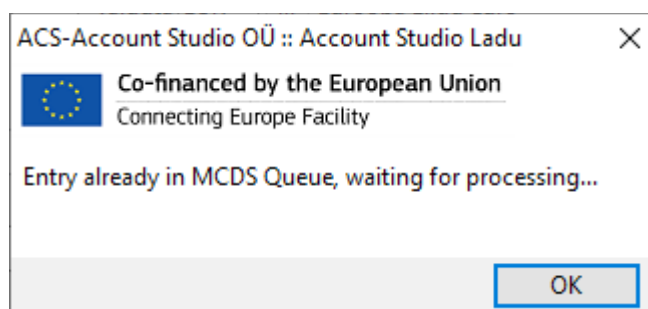 ACS-Account Studio OÜ :: Account Studio Ladu
Co-financed by the European Union
Connecting Europe Facility
Entry already in MCDS Queue, waiting for processing...
OK